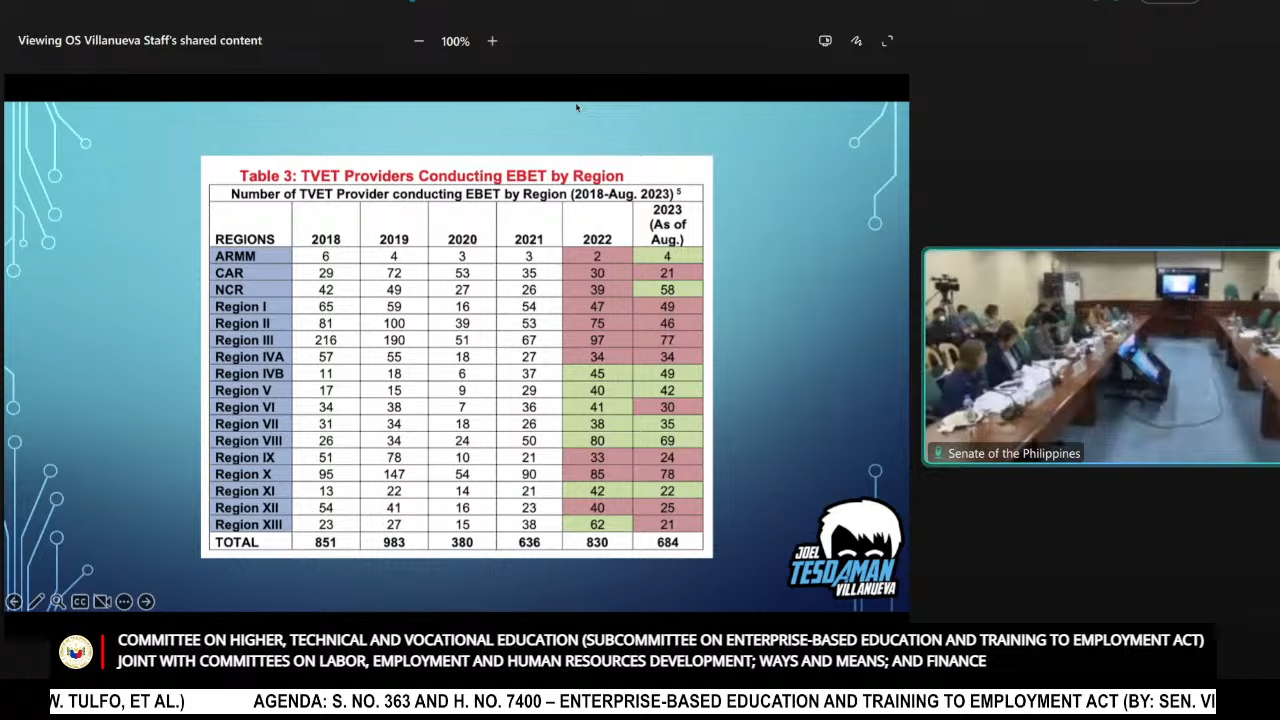 Viewing OS Villanueva Staff's shared content
100%
Table 3: TVET Providers Conducting EBET by Region
Number of TVET Provider conducting EBET by Region (2018-Aug. 2023) 5
REGIONS 2018 2019 2020 2021 2022 2023 (As of Aug.)
ARMM 6 4 3 3 2 4
CAR 29 72 53 35 30 21
NCR 42 49 27 26 39 58
Region I 65 59 16 54 47 49
Region II 81 100 39 53 75 46
Region III 216 190 51 67 97 77
Region IVA 57 55 18 27 34 34
Region IVB 11 18 6 37 45 49
Region V 17 15 9 29 40 42
Region VI 34 38 7 36 41 30
Region VII 31 34 18 26 38 35
Region VIII 26 34 24 50 80 69
Region IX 51 78 10 21 33 24
Region X 95 147 54 90 85 78
Region XI 13 22 14 21 42 22
Region XII 54 41 16 23 40 25
Region XIII 23 27 15 38 62 21
TOTAL 851 983 380 636 830 684
Senate of the Philippines
JOEL
TESDAMAN
VILLANUEVA
CC
COMMITTEE ON HIGHER, TECHNICAL AND VOCATIONAL EDUCATION (SUBCOMMITTEE ON ENTERPRISE-BASED EDUCATION AND TRAINING TO EMPLOYMENT ACT)
JOINT WITH COMMITTEES ON LABOR, EMPLOYMENT AND HUMAN RESOURCES DEVELOPMENT; WAYS AND MEANS; AND FINANCE
W. TULFO, ET AL.) AGENDA: S. NO. 363 AND H. NO. 7400 – ENTERPRISE-BASED EDUCATION AND TRAINING TO EMPLOYMENT ACT (BY: SEN. VI